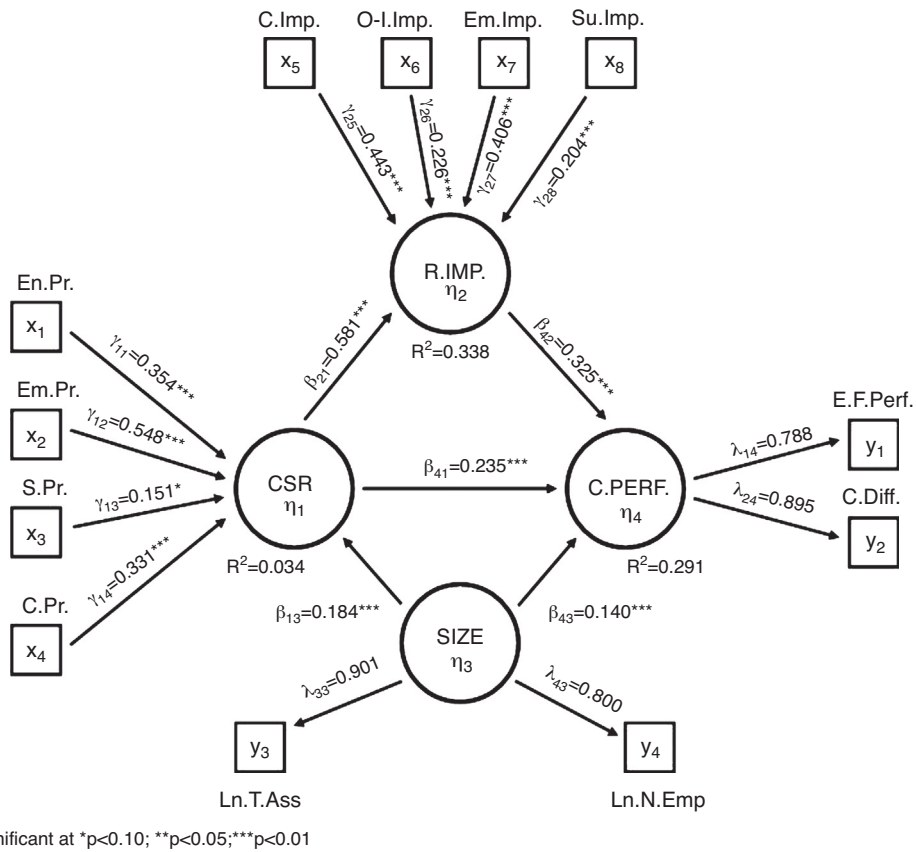 C.Imp. O-I.Imp. Em.Imp. Su.Imp.
x5 x6 x7 x8
γ25=0.443***
γ26=0.226***
γ27=0.406***
γ28=0.204***
R.IMP.
η2
R²=0.338
En.Pr.
x1
γ11=0.354***
Em.Pr.
x2
γ12=0.548***
S.Pr.
x3
γ13=0.151*
C.Pr.
x4
γ14=0.331***
β21=0.581***
β42=0.325***
CSR
η1
R²=0.034
β41=0.235***
C.PERF.
η4
R²=0.291
E.F.Perf.
y1
λ14=0.788
C.Diff.
y2
λ24=0.895
β13=0.184***
β43=0.140***
SIZE
η3
λ33=0.901
λ43=0.800
y3
y4
Ln.T.Ass
Ln.N.Emp
nificant at *p<0.10; **p<0.05;***p<0.01